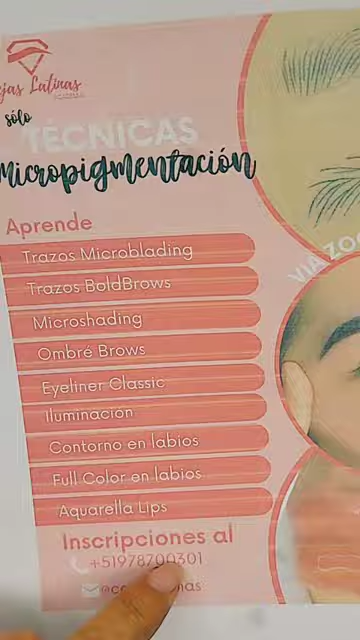 Latinas
sólo
TÉCNICAS
Micropigmentación
Aprende
Trazos Microblading
Trazos BoldBrows
Microshading
Ombré Brows
Eyeliner Classic
Iluminación
Contorno en labios
Full Color en labios
Aquarella Lips
Inscripciones al
+51978700301
VIA